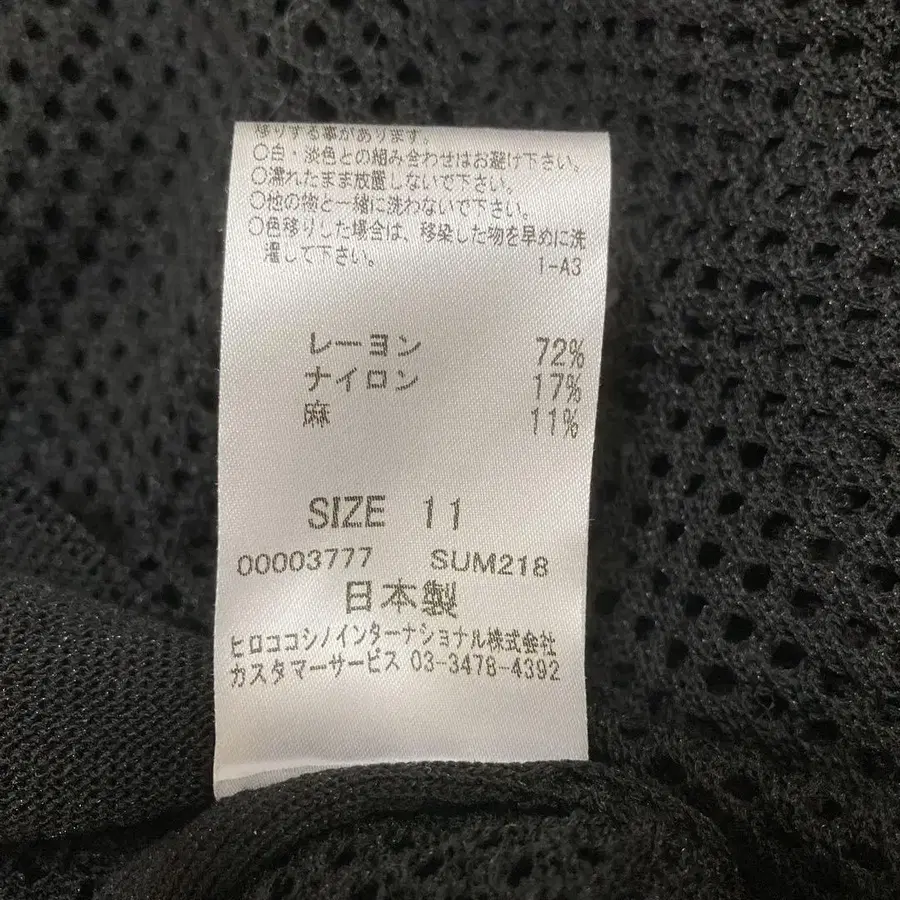 移りする事があります。
○白・淡色との組み合わせはお避け下さい。
○濡れたまま放置しないで下さい。
○他の物と一緒に洗わないで下さい。
○色移りした場合は、移染した物を早めに洗
濯して下さい。
1-A3
レーヨン 72%
ナイロン 17%
麻 11%
SIZE 11
00003777 SUM218
日本製
ヒロココシノインターナショナル株式会社
カスタマーサービス 03-3478-4392